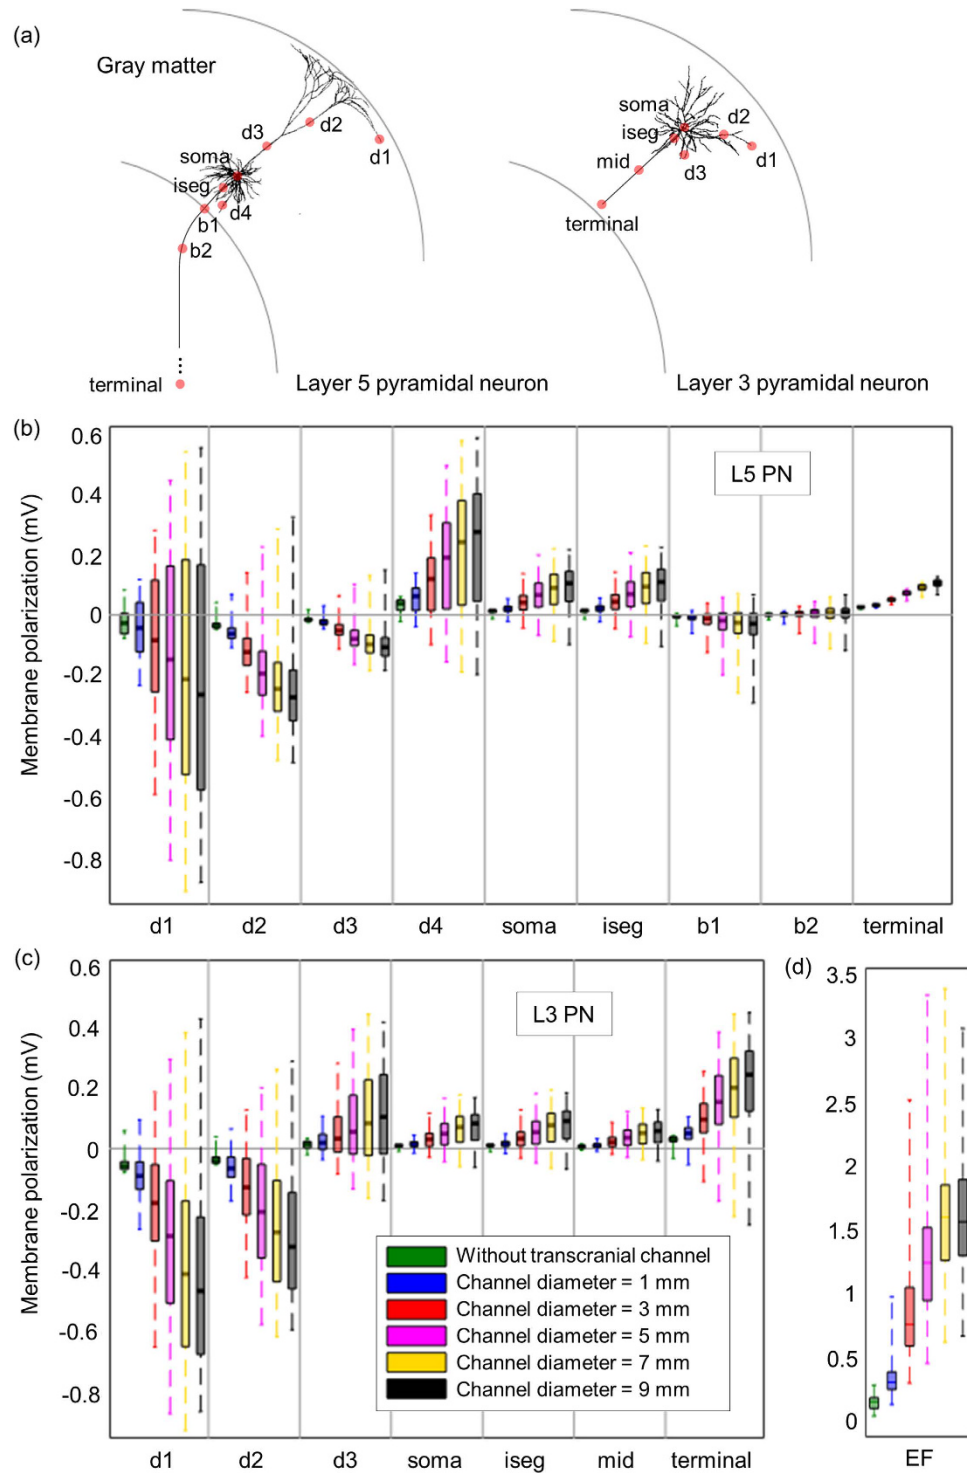 (a)
Gray matter
soma
d3
d2
d1
iseg
d4
b1
b2
terminal
Layer 5 pyramidal neuron
soma
iseg
d2
d1
d3
mid
terminal
Layer 3 pyramidal neuron
(b)
Membrane polarization (mV)
0.6
0.4
0.2
0
-0.2
-0.4
-0.6
-0.8
L5 PN
d1 d2 d3 d4 soma iseg b1 b2 terminal
(c)
Membrane polarization (mV)
0.6
0.4
0.2
0
-0.2
-0.4
-0.6
-0.8
L3 PN
Without transcranial channel
Channel diameter = 1 mm
Channel diameter = 3 mm
Channel diameter = 5 mm
Channel diameter = 7 mm
Channel diameter = 9 mm
d1 d2 d3 soma iseg mid terminal
(d)
3.5
3
2.5
2
1.5
1
0.5
0
EF